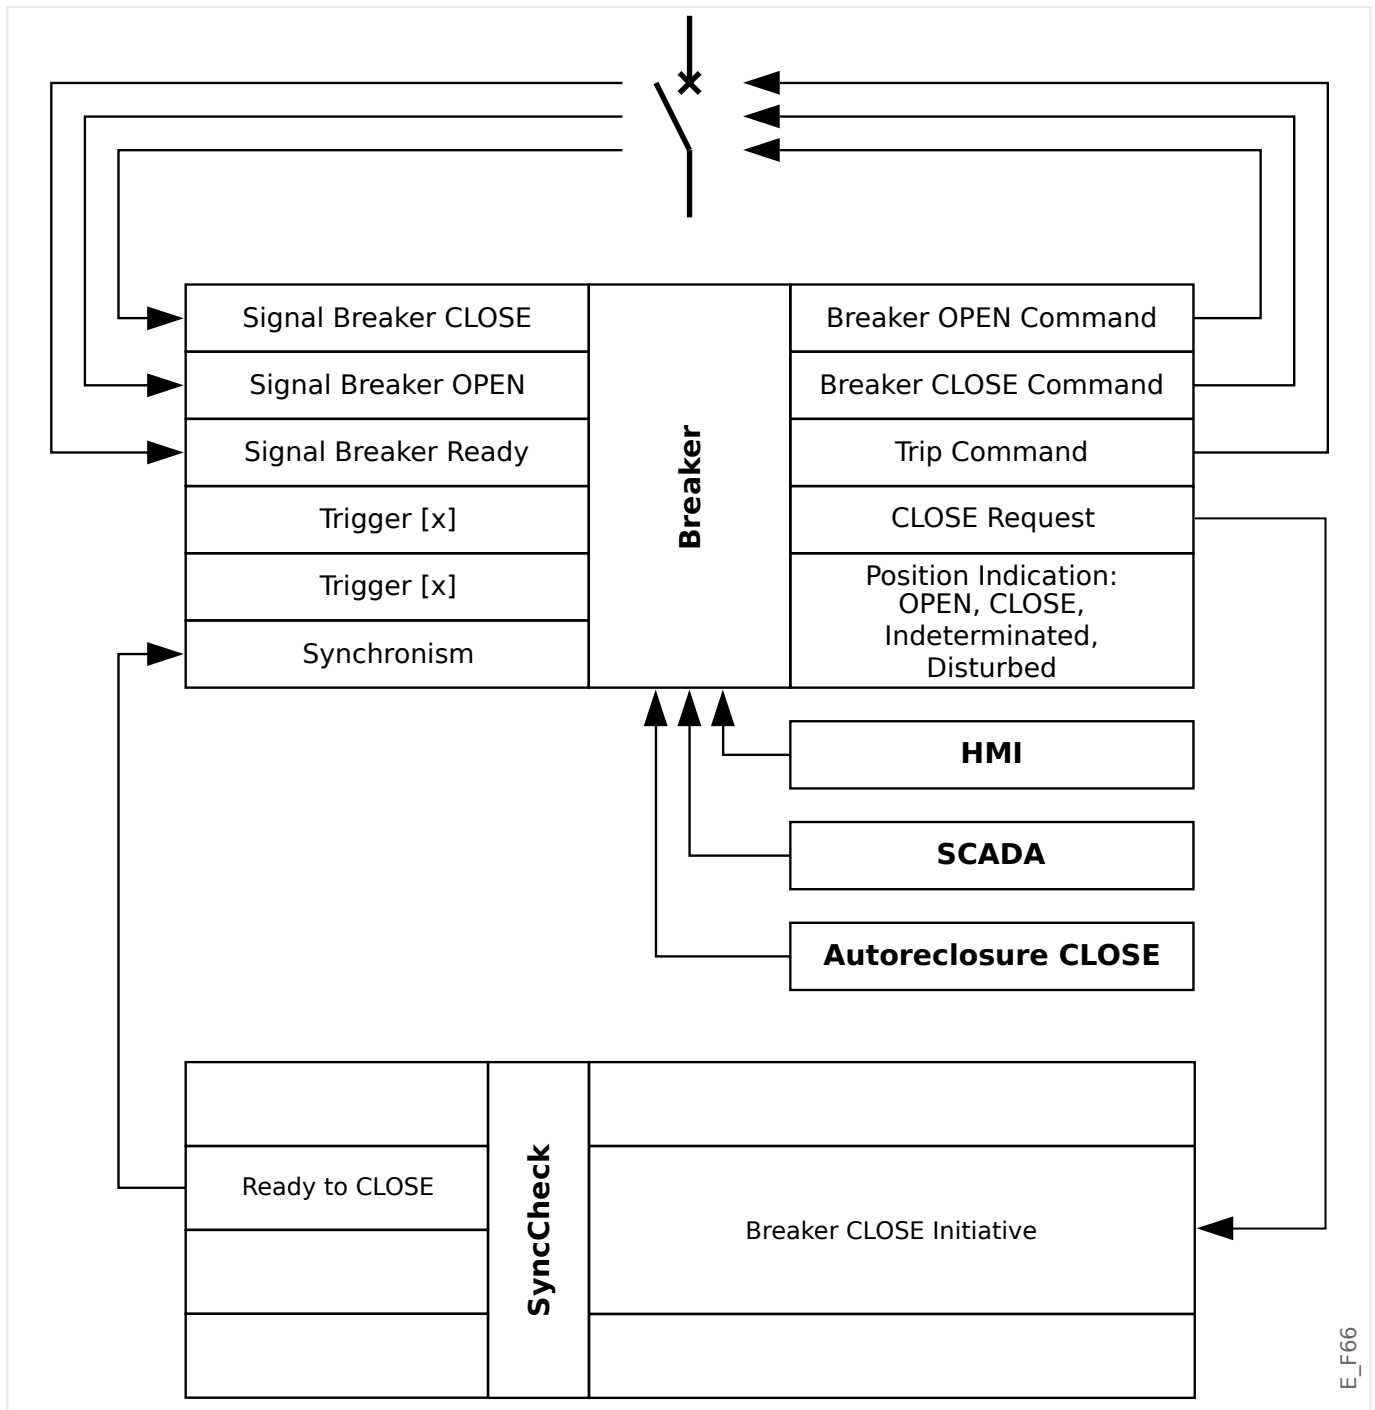 Signal Breaker CLOSE
Signal Breaker OPEN
Signal Breaker Ready
Trigger [x]
Trigger [x]
Synchronism
Breaker
Breaker OPEN Command
Breaker CLOSE Command
Trip Command
CLOSE Request
Position Indication:
OPEN, CLOSE,
Indeterminated,
Disturbed
HMI
SCADA
Autoreclosure CLOSE
Ready to CLOSE
SyncCheck
Breaker CLOSE Initiative
E_F66